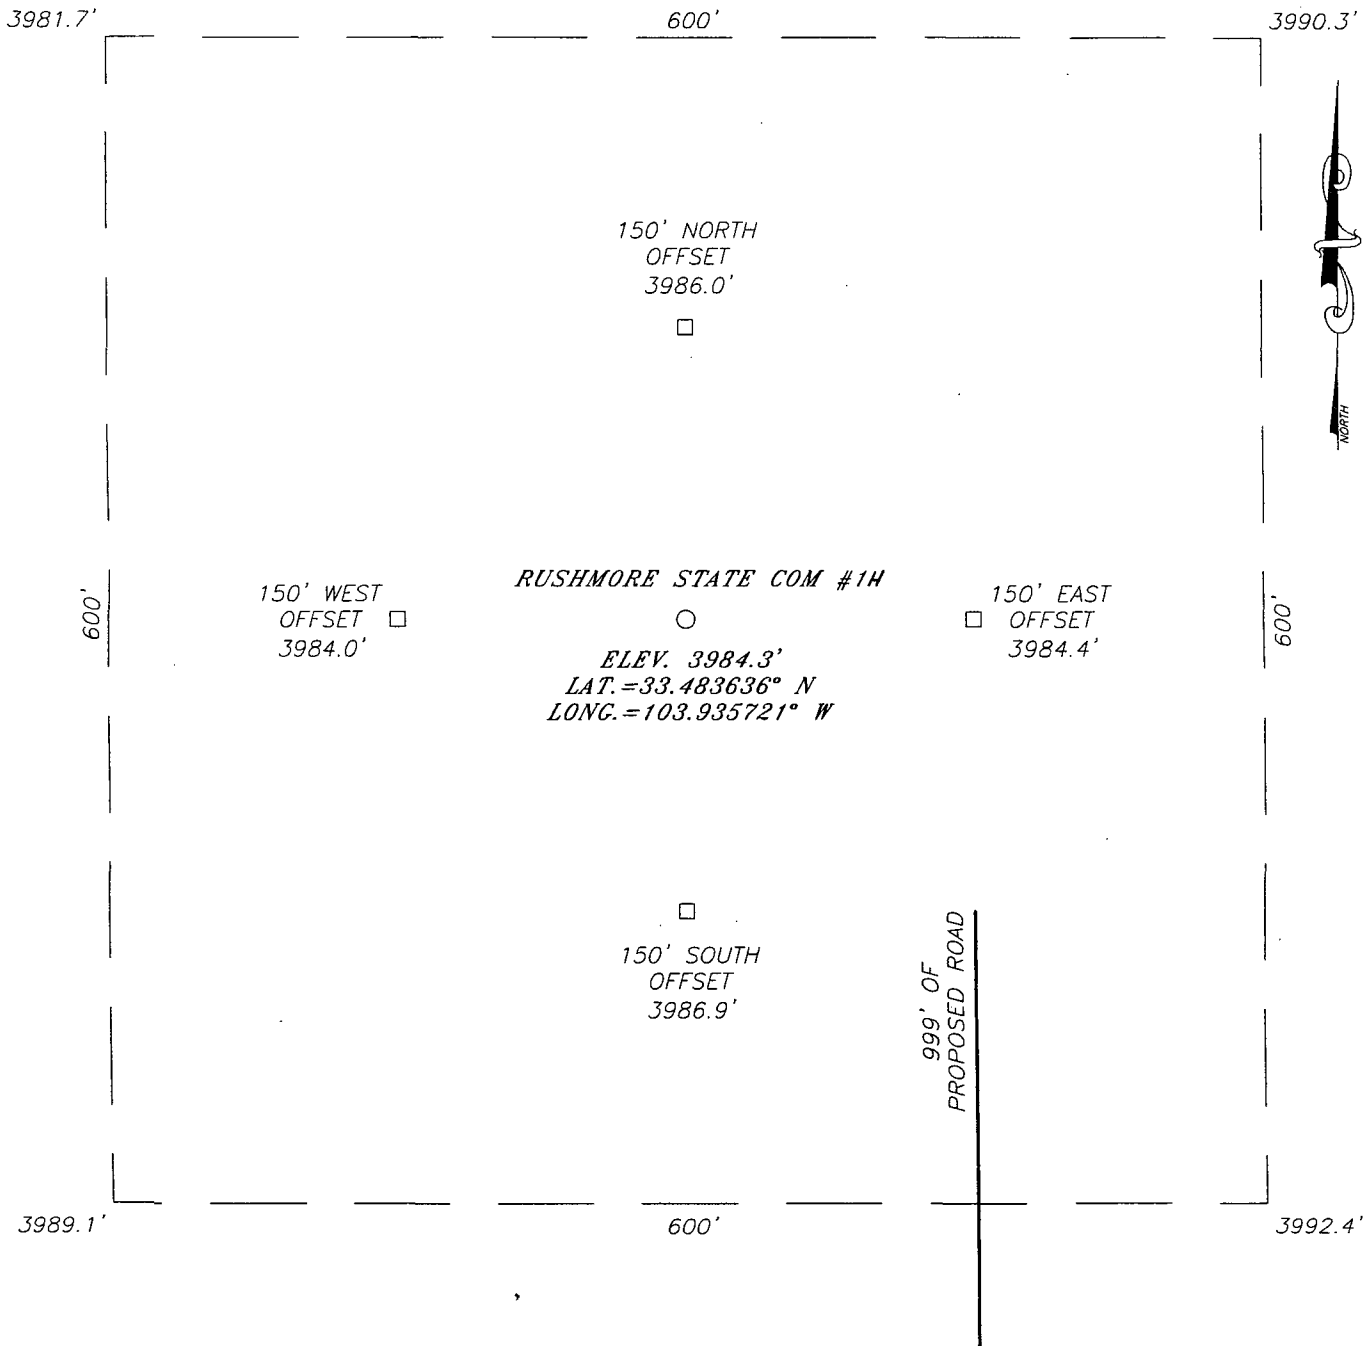 3981.7'
600'
3990.3'
150' NORTH
OFFSET
3986.0'
NORTH
600'
150' WEST
OFFSET
3984.0'
RUSHMORE STATE COM #1H
ELEV. 3984.3'
LAT.=33.483636° N
LONG.=103.935721° W
150' EAST
OFFSET
3984.4'
600'
150' SOUTH
OFFSET
3986.9'
999' OF
PROPOSED ROAD
3989.1'
600'
3992.4'